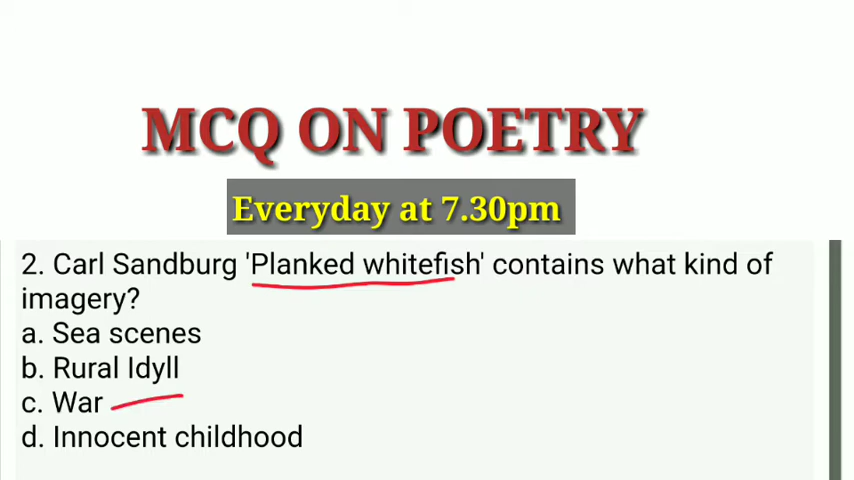 MCQ ON POETRY
Everyday at 7.30pm
2. Carl Sandburg 'Planked whitefish' contains what kind of
imagery?
a. Sea scenes
b. Rural Idyll
c. War
d. Innocent childhood